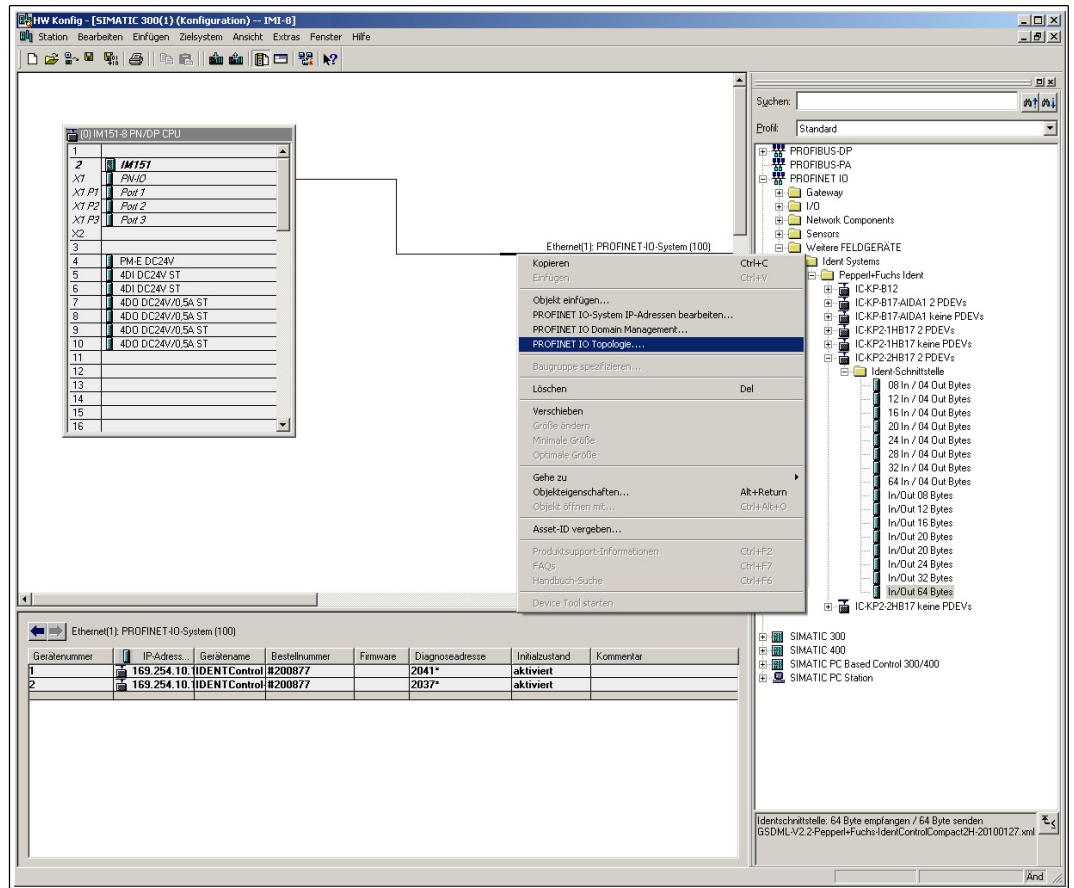 HW Konfig - [SIMATIC 300(1) (Konfiguration) -- IMI-8]
Station Bearbeiten Einfügen Zielsystem Ansicht Extras Fenster Hilfe
(0) IM151-8 PN/DP CPU
1
2 IM151
X1 PN-IO
X1 P1 Port 1
X1 P2 Port 2
X1 P3 Port 3
X2
3
4 PM-E DC24V
5 4DI DC24V ST
6 4DI DC24V ST
7 4DO DC24V/0,5A ST
8 4DO DC24V/0,5A ST
9 4DO DC24V/0,5A ST
10 4DO DC24V/0,5A ST
11
12
13
14
15
16
Ethernet(1): PROFINET-IO-System (100)
Kopieren Ctrl+C
Einfügen Ctrl+V
Objekt einfügen...
PROFINET IO-System IP-Adressen bearbeiten...
PROFINET IO Domain Management...
PROFINET IO Topologie....
Baugruppe spezifizieren...
Löschen Del
Verschieben
Größe ändern
Minimale Größe
Optimale Größe
Gehe zu
Objekteigenschaften... Alt+Return
Objekt öffnen mit... Ctrl+Alt+O
Asset-ID vergeben...
Produktsupport-Informationen Ctrl+F2
FAQs Ctrl+F7
Handbuch-Suche Ctrl+F6
Device Tool starten
Suchen:
Profil: Standard
PROFIBUS-DP
PROFIBUS-PA
PROFINET IO
Gateway
I/O
Network Components
Sensors
Weitere FELDGERÄTE
Ident Systems
Pepperl+Fuchs Ident
IC-KP-B12
IC-KP-B17-AIDA1 2 PDEVs
IC-KP-B17-AIDA1 keine PDEVs
IC-KP2-1HB17 2 PDEVs
IC-KP2-1HB17 keine PDEVs
IC-KP2-2HB17 2 PDEVs
Ident-Schnittstelle
08 In / 04 Out Bytes
12 In / 04 Out Bytes
16 In / 04 Out Bytes
20 In / 04 Out Bytes
24 In / 04 Out Bytes
28 In / 04 Out Bytes
32 In / 04 Out Bytes
64 In / 04 Out Bytes
In/Out 08 Bytes
In/Out 12 Bytes
In/Out 16 Bytes
In/Out 20 Bytes
In/Out 20 Bytes
In/Out 24 Bytes
In/Out 32 Bytes
In/Out 64 Bytes
IC-KP2-2HB17 keine PDEVs
SIMATIC 300
SIMATIC 400
SIMATIC PC Based Control 300/400
SIMATIC PC Station
Ethernet(1): PROFINET-IO-System (100)
Gerätenummer IP-Adress... Gerätename Bestellnummer Firmware Diagnoseadresse Initialzustand Kommentar
1 169.254.10.1 IDENTControl #200877 2041* aktiviert
2 169.254.10.1 IDENTControl- #200877 2037* aktiviert
Identschnittstelle: 64 Byte empfangen / 64 Byte senden
GSDML-V2.2-Pepperl+Fuchs-IdentControlCompact2H-20100127.xml
Änd